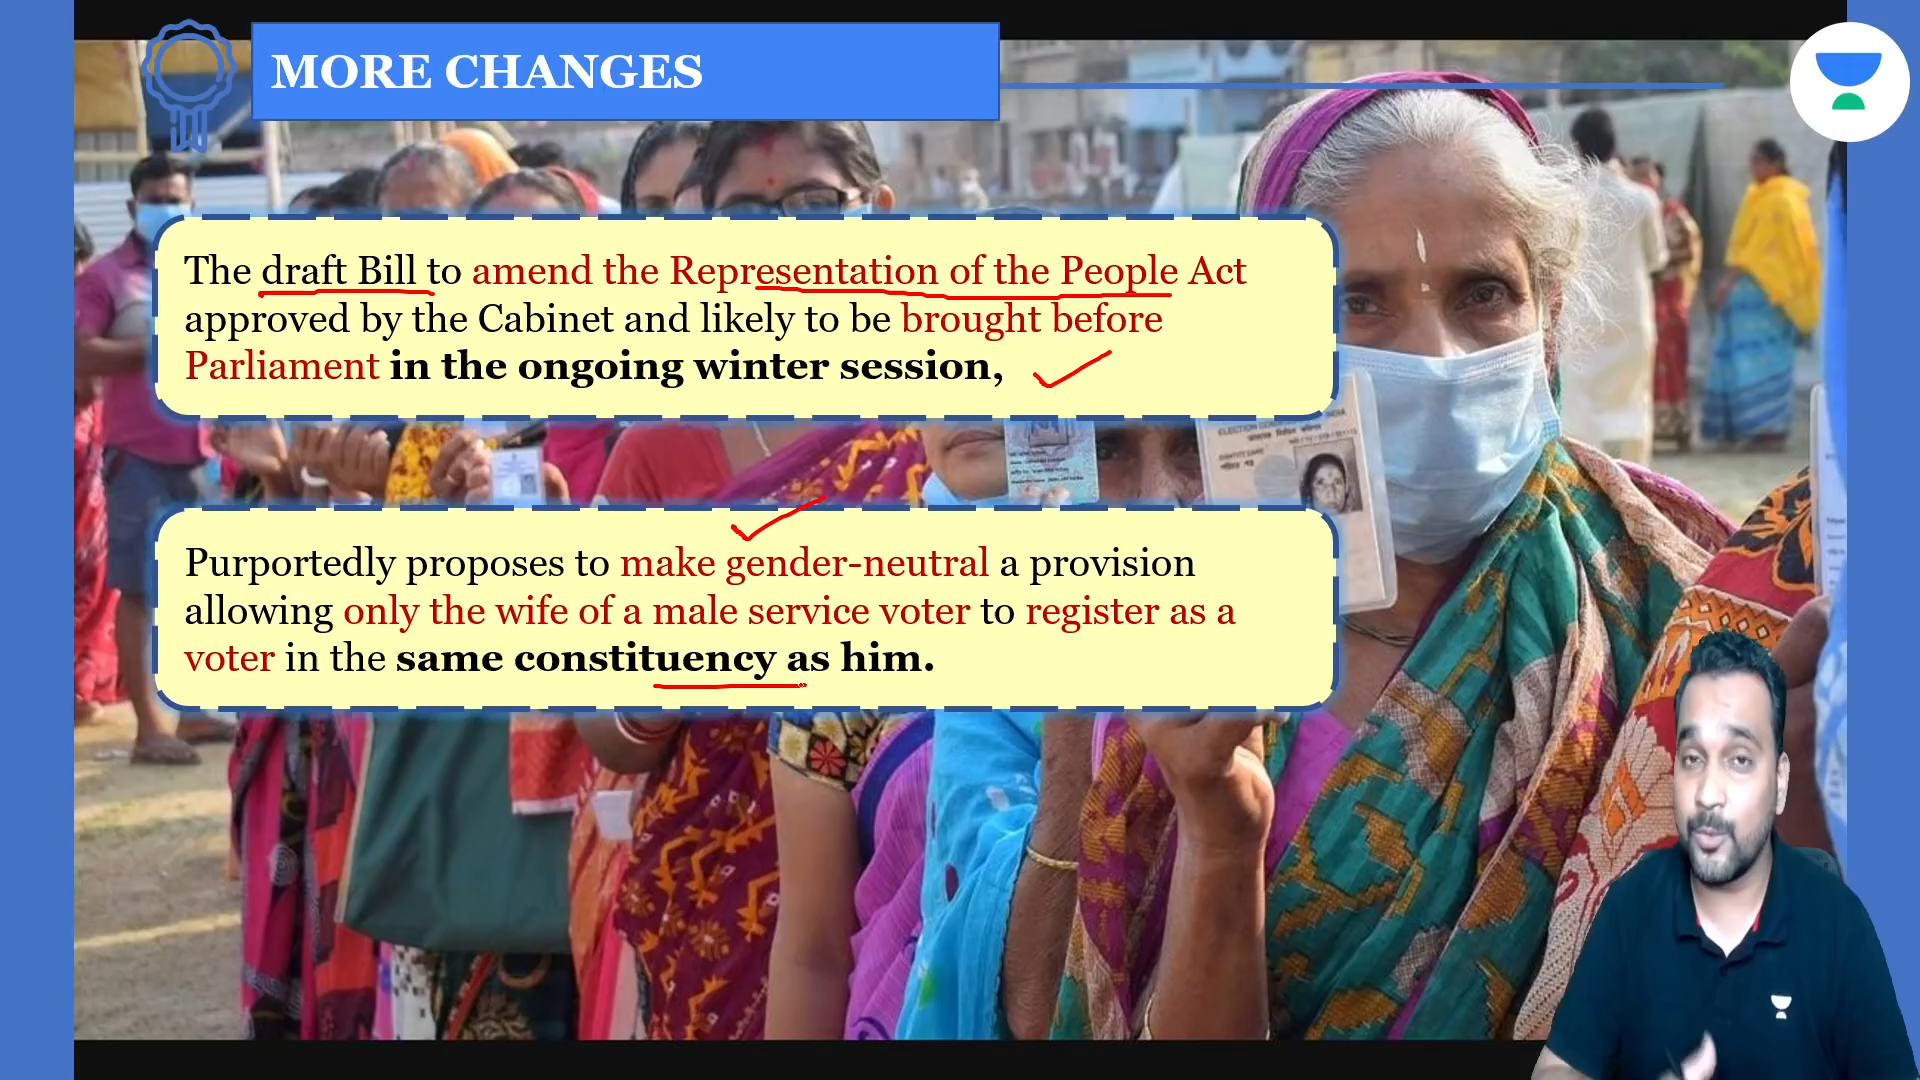 MORE CHANGES
The draft Bill to amend the Representation of the People Act
approved by the Cabinet and likely to be brought before
Parliament in the ongoing winter session,
Purportedly proposes to make gender-neutral a provision
allowing only the wife of a male service voter to register as a
voter in the same constituency as him.